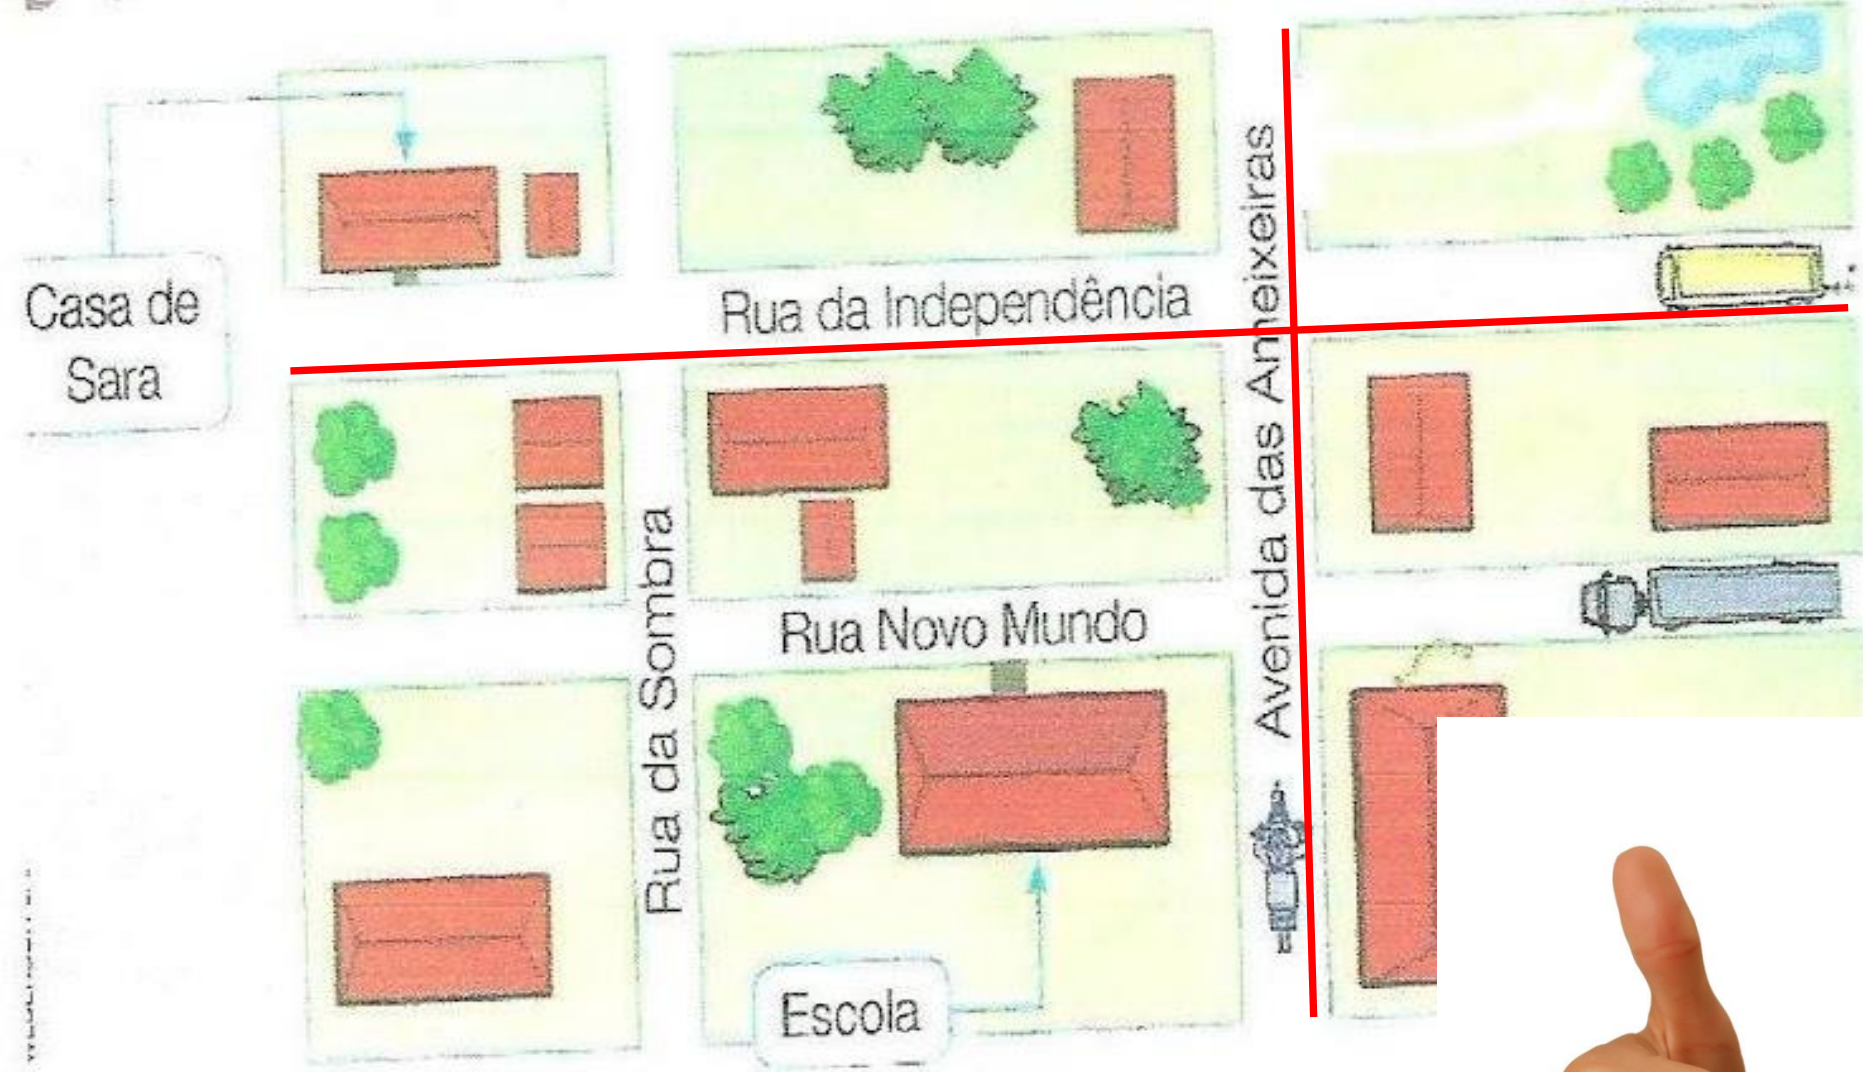 Casa de
Sara
Rua da Independência
Avenida das Ameixeiras
Rua da Sombra
Rua Novo Mundo
Escola